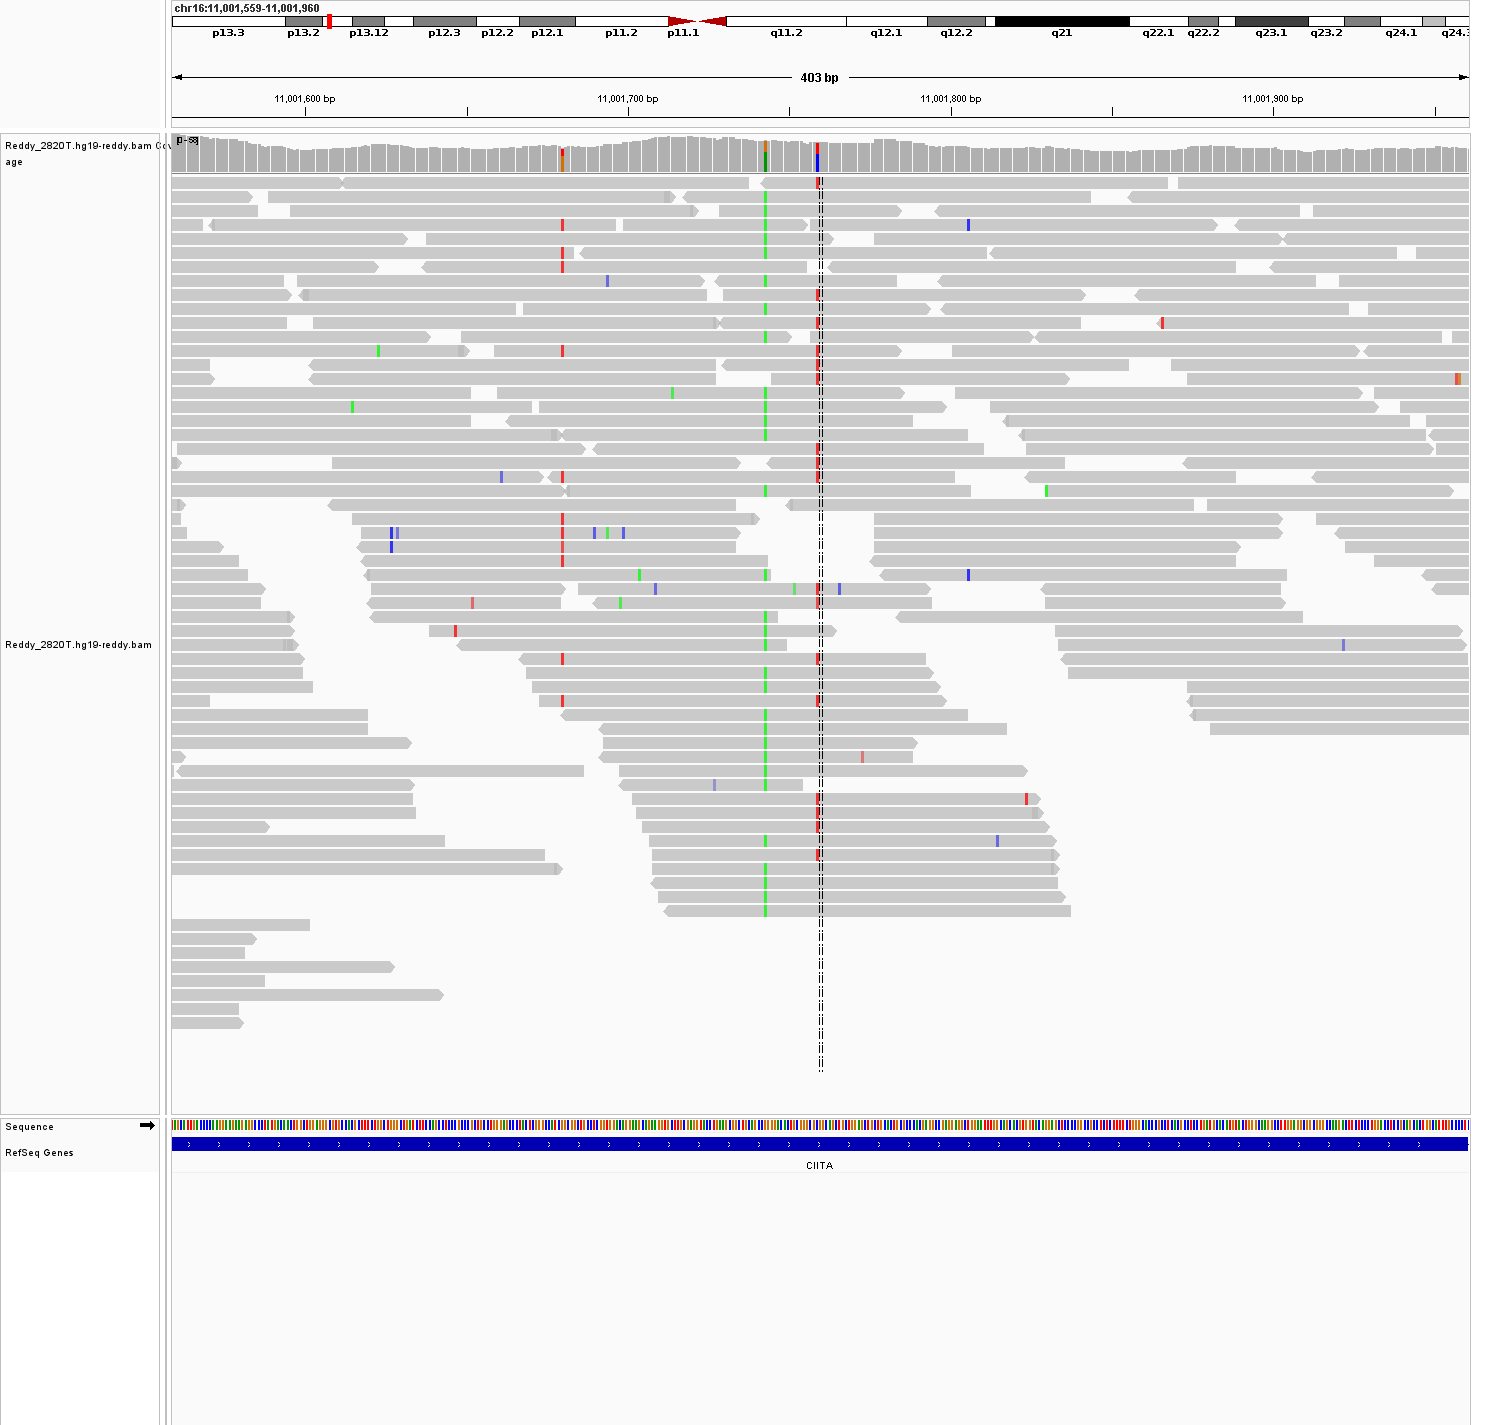 chr16:11,001,559-11,001,960
p13.3 p13.2 p13.12 p12.3 p12.2 p12.1 p11.2 p11.1 q11.2 q12.1 q12.2 q21 q22.1 q22.2 q23.1 q23.2 q24.1 q24.3
403 bp
11,001,600 bp 11,001,700 bp 11,001,800 bp 11,001,900 bp
Reddy_2820T.hg19-reddy.bam Cov
age
Reddy_2820T.hg19-reddy.bam
Sequence
RefSeq Genes
CIITA